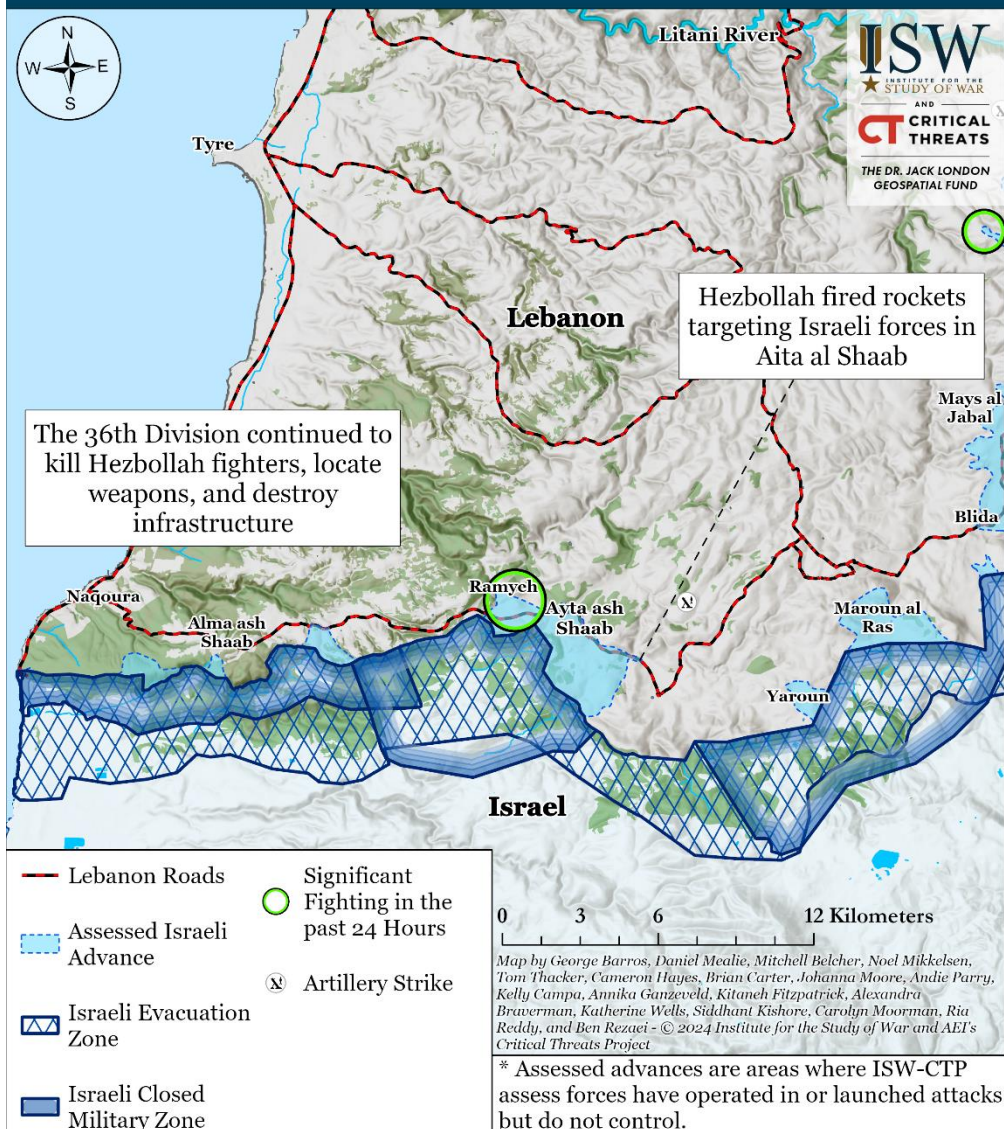 N
W E
S
Litani River
ISW
INSTITUTE FOR THE
STUDY OF WAR
AND
CT CRITICAL
THREATS
THE DR. JACK LONDON
GEOSPATIAL FUND
Tyre
Lebanon
Hezbollah fired rockets
targeting Israeli forces in
Aita al Shaab
Mays al
Jabal
The 36th Division continued to
kill Hezbollah fighters, locate
weapons, and destroy
infrastructure
Blida
Naqoura
Ramyeh
Alma ash
Shaab
Ayta ash
Shaab
Maroun al
Ras
Yaroun
Israel
Lebanon Roads
Assessed Israeli
Advance
Israeli Evacuation
Zone
Israeli Closed
Military Zone
Significant
Fighting in the
past 24 Hours
Artillery Strike
0 3 6 12 Kilometers
Map by George Barros, Daniel Mealie, Mitchell Belcher, Noel Mikkelsen,
Tom Thacker, Cameron Hayes, Brian Carter, Johanna Moore, Andie Parry,
Kelly Campa, Annika Ganzeveld, Kitaneh Fitzpatrick, Alexandra
Braverman, Katherine Wells, Siddhant Kishore, Carolyn Moorman, Ria
Reddy, and Ben Rezaei - © 2024 Institute for the Study of War and AEI's
Critical Threats Project
* Assessed advances are areas where ISW-CTP
assess forces have operated in or launched attacks
but do not control.